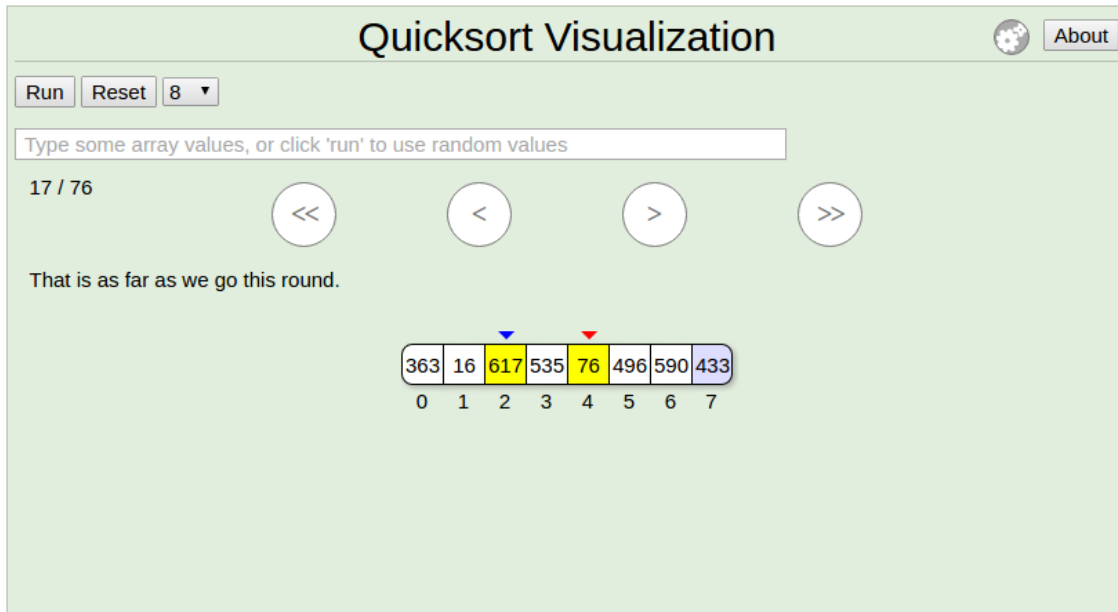 Quicksort Visualization
About
Run Reset 8
Type some array values, or click 'run' to use random values
17 / 76
<< < > >>
That is as far as we go this round.
363 16 617 535 76 496 590 433
0 1 2 3 4 5 6 7